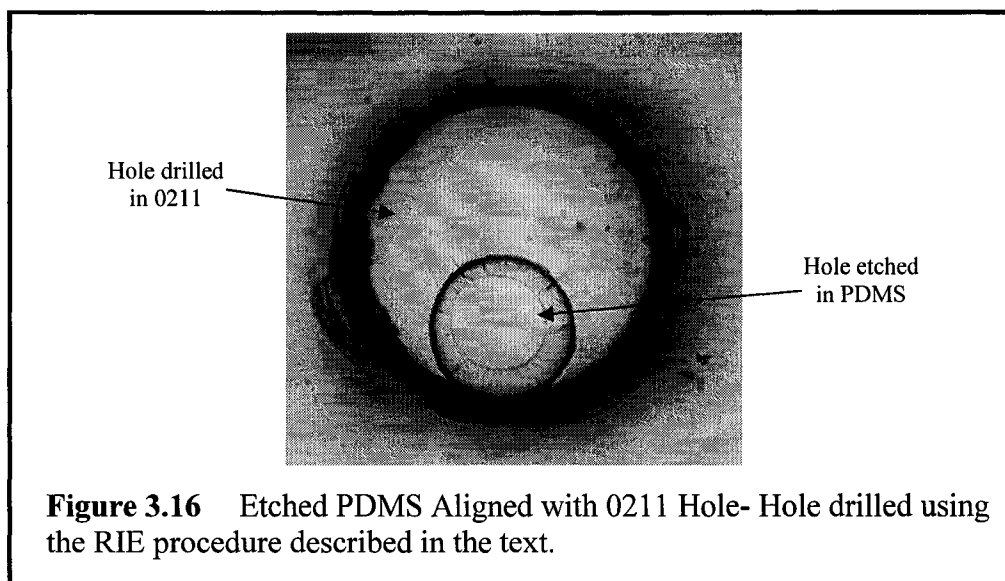 Hole drilled
in 0211
Hole etched
in PDMS
Figure 3.16 Etched PDMS Aligned with 0211 Hole- Hole drilled using
the RIE procedure described in the text.